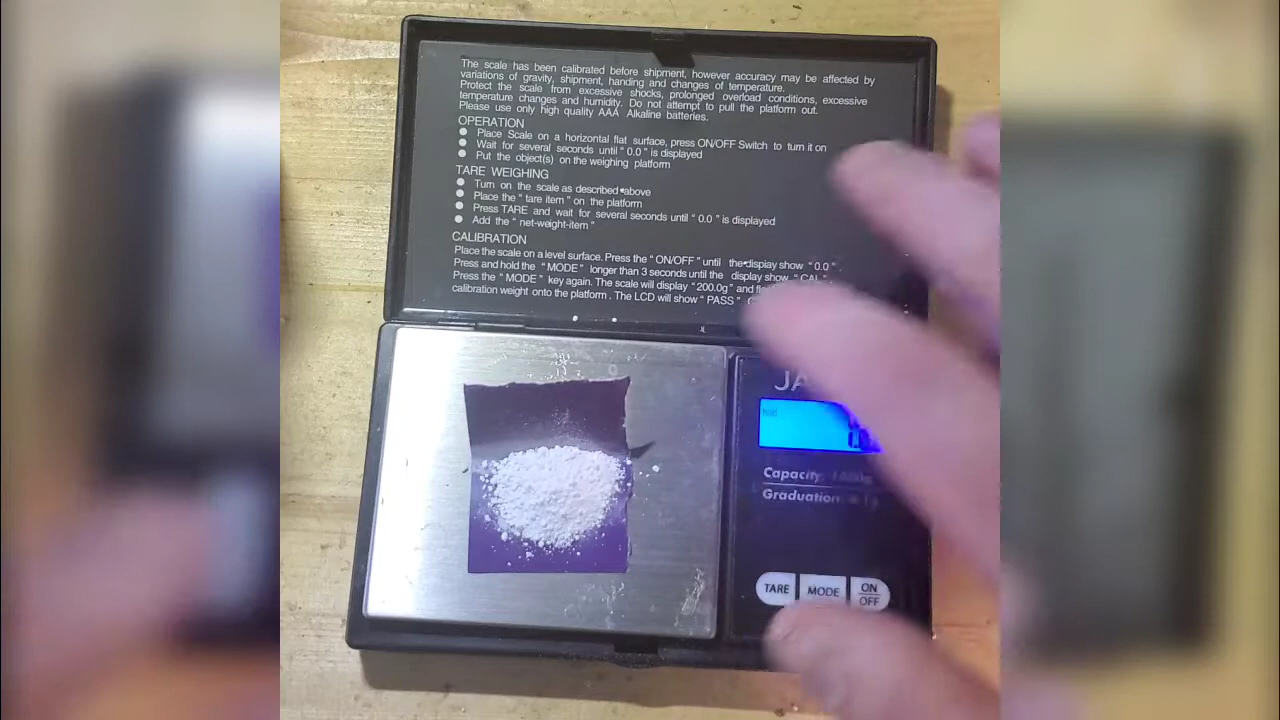 The scale has been calibrated before shipment, however accuracy may be affected by
variations of gravity, shipment, handing and changes of temperature.
Protect the scale from excessive shocks, prolonged overload conditions, excessive
temperature changes and humidity. Do not attempt to pull the platform out.
Please use only high quality AAA Alkaline batteries.
OPERATION
● Place Scale on a horizontal flat surface, press ON/OFF Switch to turn it on
● Wait for several seconds until " 0.0 " is displayed
● Put the object(s) on the weighing platform
TARE WEIGHING
● Turn on the scale as described above
● Place the " tare item " on the platform
● Press TARE and wait for several seconds until " 0.0 " is displayed
● Add the " net-weight-item "
CALIBRATION
Place the scale on a level surface. Press the " ON/OFF " until the display show " 0.0 "
Press and hold the " MODE " longer than 3 seconds until the display show " CAL "
Press the " MODE " key again. The scale will display " 200.0g " and
calibration weight onto the platform . The LCD will show " PASS "
Capacity:
Graduation
TARE
MODE
ON
OFF